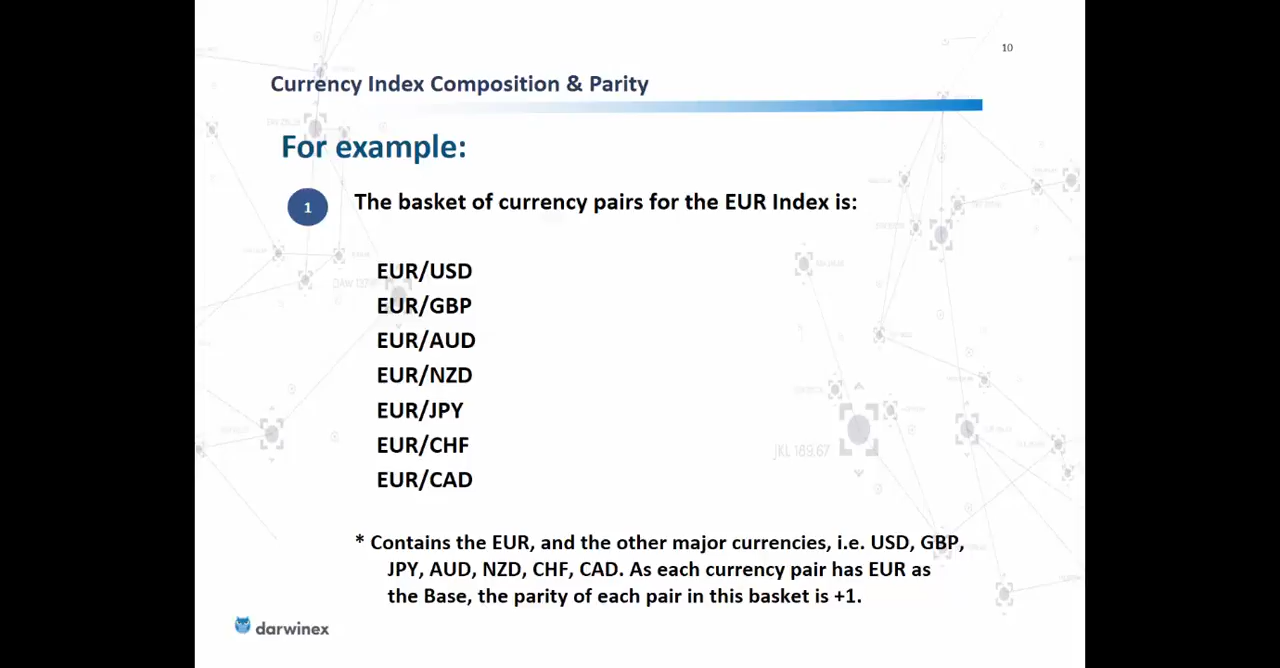 10
Currency Index Composition & Parity
For example:
1
The basket of currency pairs for the EUR Index is:
EUR/USD
EUR/GBP
EUR/AUD
EUR/NZD
EUR/JPY
EUR/CHF
EUR/CAD
* Contains the EUR, and the other major currencies, i.e. USD, GBP,
JPY, AUD, NZD, CHF, CAD. As each currency pair has EUR as
the Base, the parity of each pair in this basket is +1.
JKL 189.67
darwinex